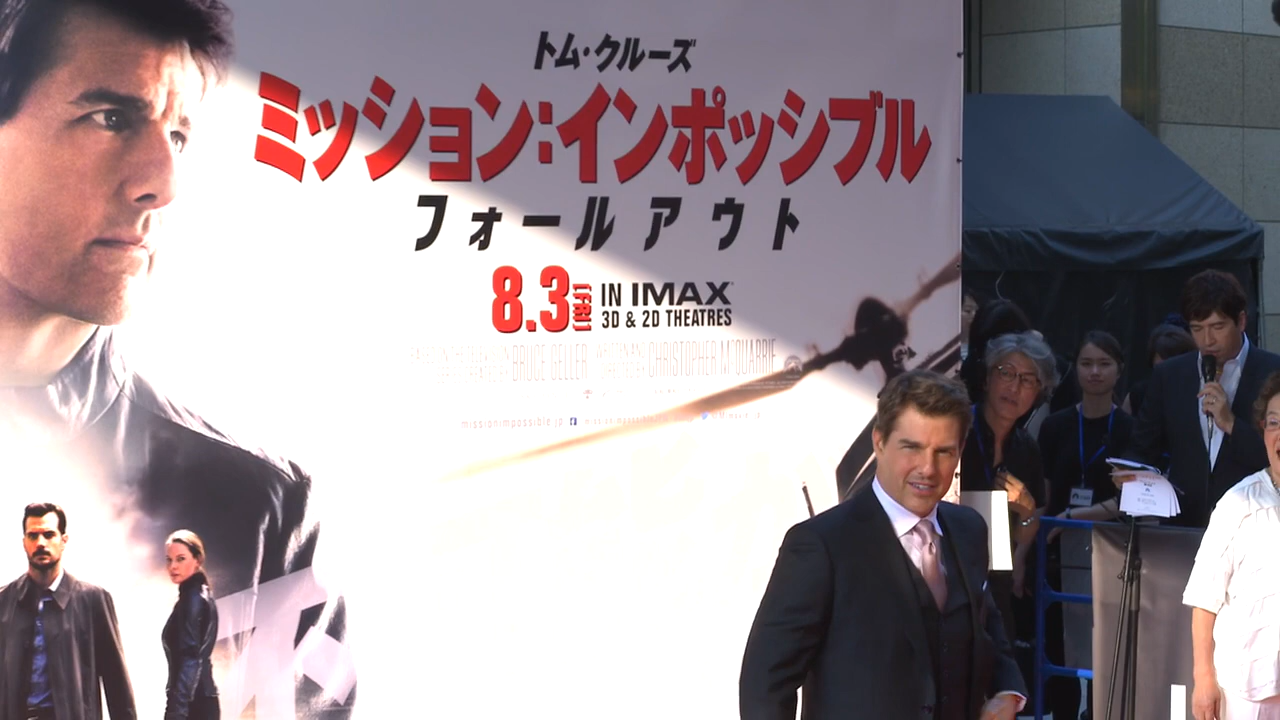 トム・クルーズ
ミッション:インポッシブル
フォールアウト
8.3 [FRI] IN IMAX
3D & 2D THEATRES
BRUCE GELLER CHRISTOPHER McQUARRIE
missionimpossible.jp